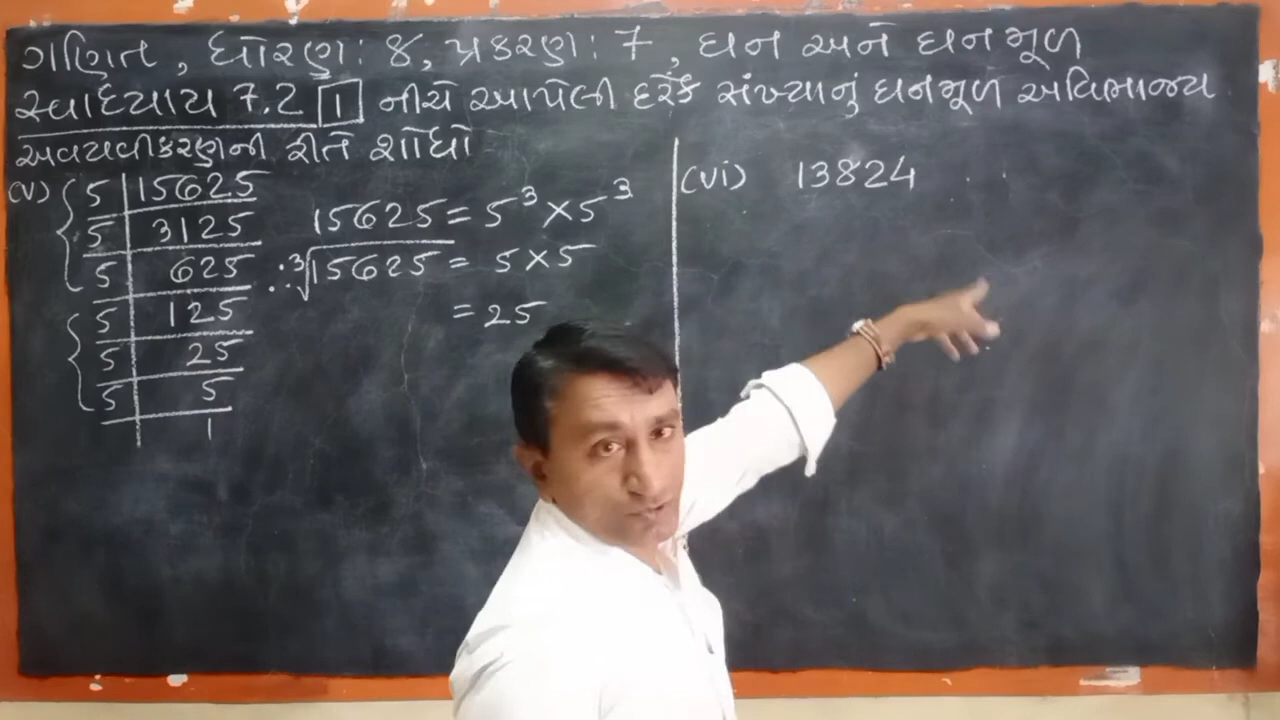 ગણિત, ધોરણ: ૪, પ્રકરણ: 7, ઘન અને ઘનમૂળ
સ્વાધ્યાય 7.2 1 નીચે આપેલી દરેક સંખ્યાનું ઘનમૂળ અવિભાજ્ય
અવયવીકરણની રીતે શોધો
(v) 5 15625
5 3125
5 625
5 125
5 25
5 5
1
15625 = 5³ × 5³
∴ ³√15625 = 5 × 5
= 25
(vi) 13824